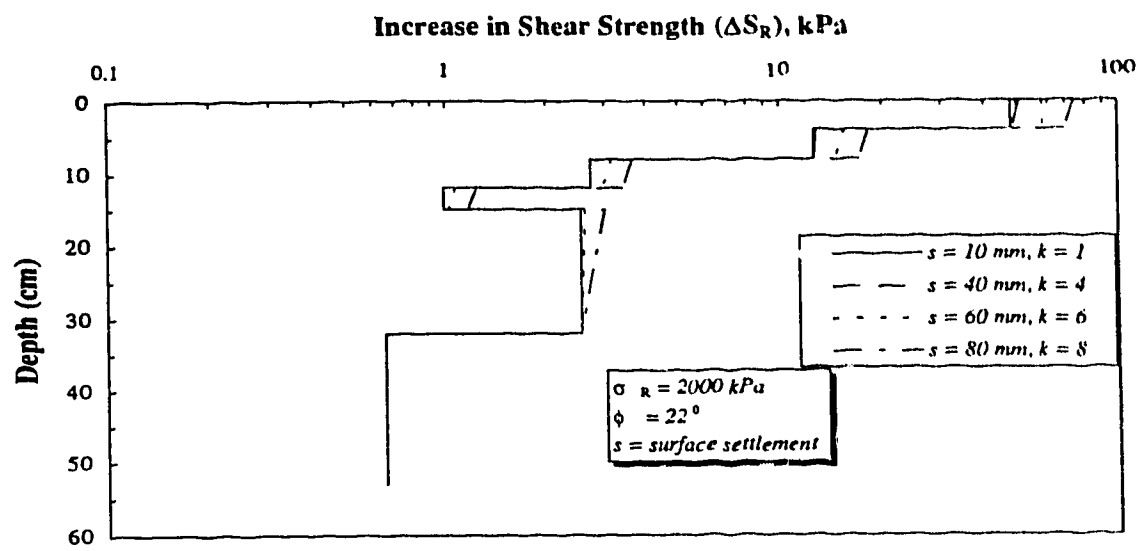 Increase in Shear Strength (ΔS_R), kPa
0.1 1 10 100
0
10
20
30
40
50
60
Depth (cm)
s = 10 mm, k = 1
s = 40 mm, k = 4
s = 60 mm, k = 6
s = 80 mm, k = 8
σ R = 2000 kPa
ϕ = 22°
s = surface settlement